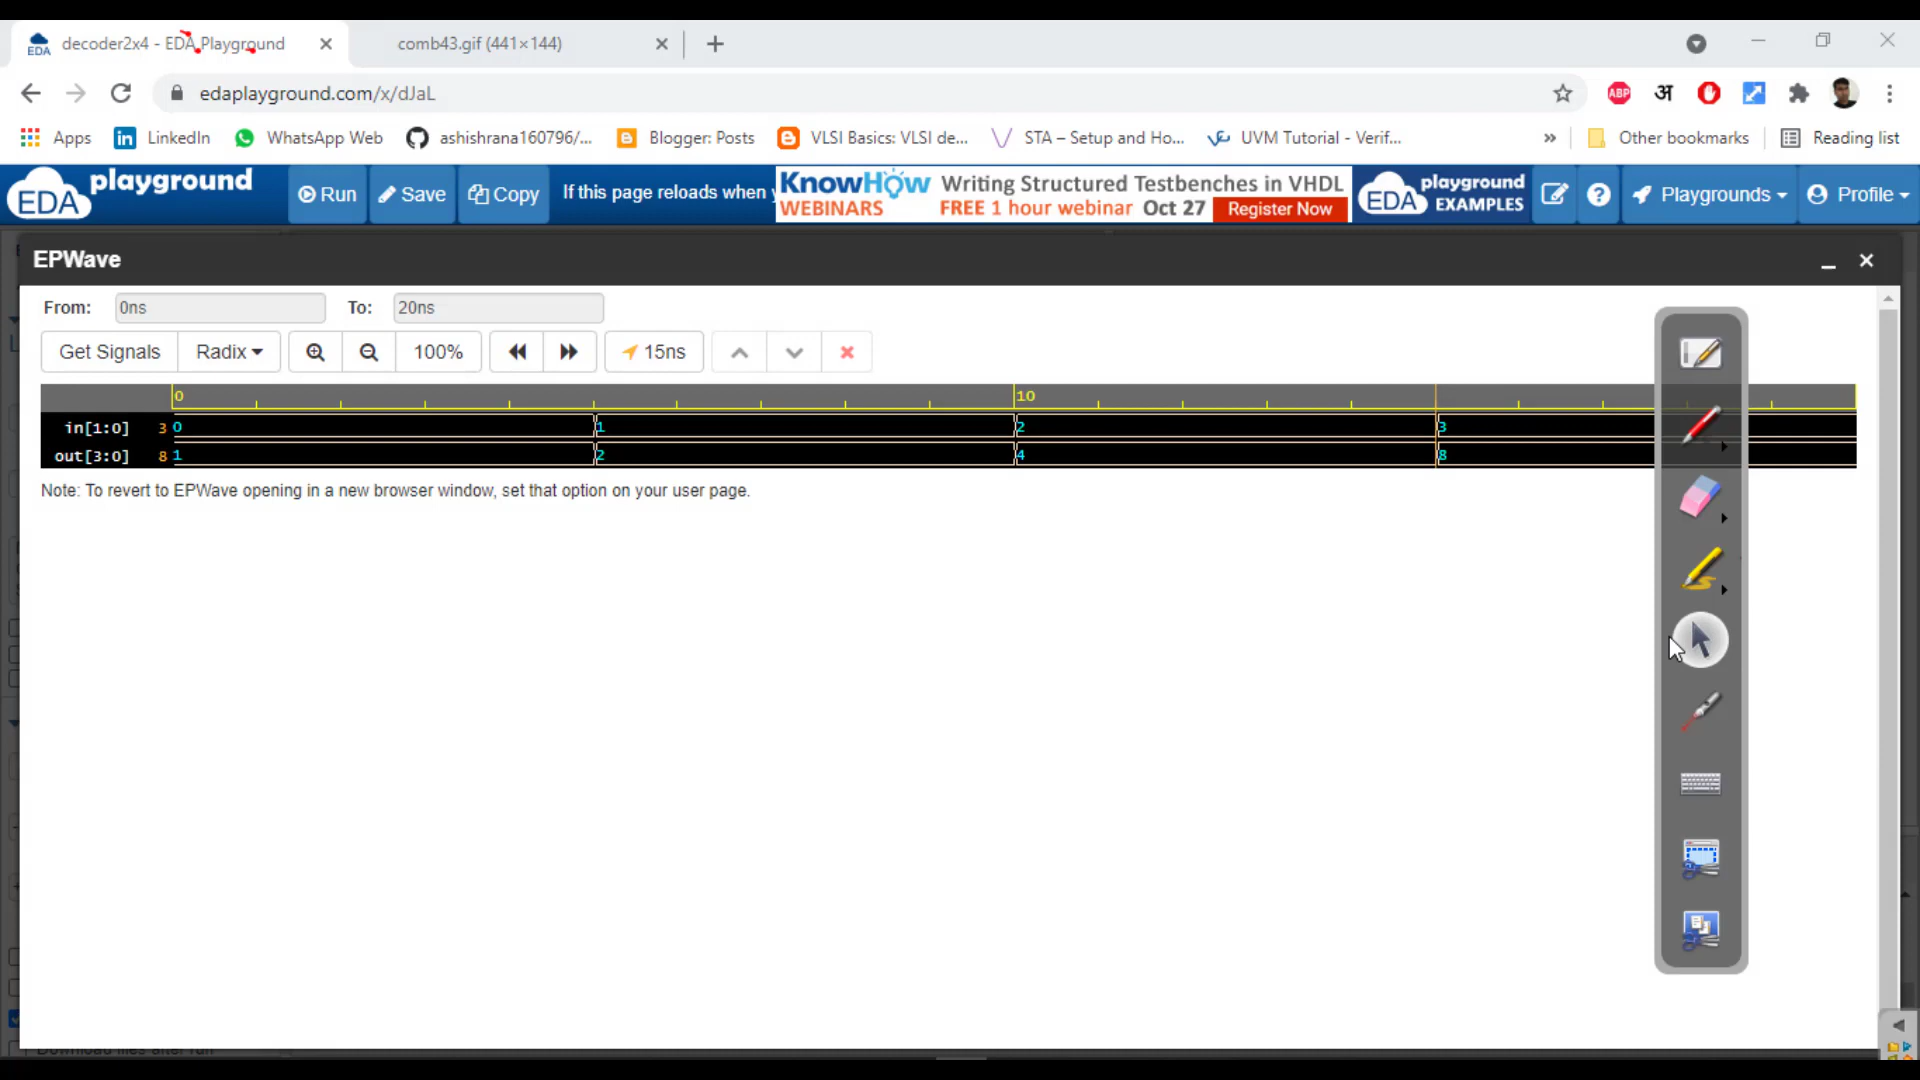 decoder2x4 - EDA Playground
comb43.gif (441×144)
edaplayground.com/x/dJaL
ABP
अ
Apps
LinkedIn
WhatsApp Web
ashishrana160796/...
Blogger: Posts
VLSI Basics: VLSI de...
STA – Setup and Ho...
UVM Tutorial - Verif...
»
Other bookmarks
Reading list
EDA playground
Run
Save
Copy
If this page reloads when
KnowHow WEBINARS
Writing Structured Testbenches in VHDL
FREE 1 hour webinar Oct 27 Register Now
EDA playground EXAMPLES
Playgrounds
Profile
EPWave
From: 0ns To: 20ns
Get Signals Radix 100% 15ns
0 10
in[1:0] 3 0 1 2 3
out[3:0] 8 1 2 4 8
Note: To revert to EPWave opening in a new browser window, set that option on your user page.